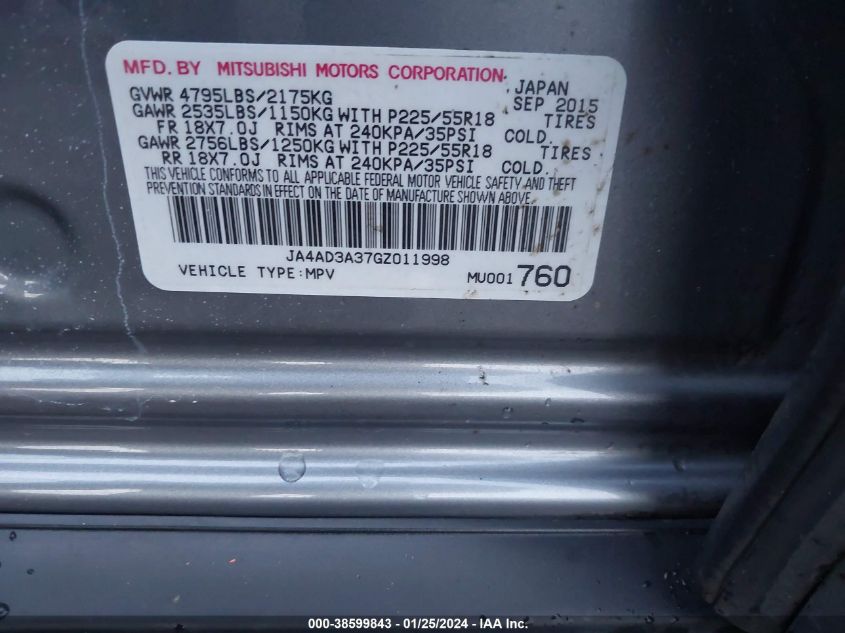 MFD. BY MITSUBISHI MOTORS CORPORATION. JAPAN
GVWR 4795LBS/2175KG SEP 2015
GAWR 2535LBS/1150KG WITH P225/55R18 TIRES
FR 18X7.0J RIMS AT 240KPA/35PSI COLD.
GAWR 2756LBS/1250KG WITH P225/55R18 TIRES
RR 18X7.0J RIMS AT 240KPA/35PSI COLD.
THIS VEHICLE CONFORMS TO ALL APPLICABLE FEDERAL MOTOR VEHICLE SAFETY AND THEFT
PREVENTION STANDARDS IN EFFECT ON THE DATE OF MANUFACTURE SHOWN ABOVE.
JA4AD3A37GZ011998
VEHICLE TYPE:MPV MU001 760
000-38599843 - 01/25/2024 - IAA Inc.